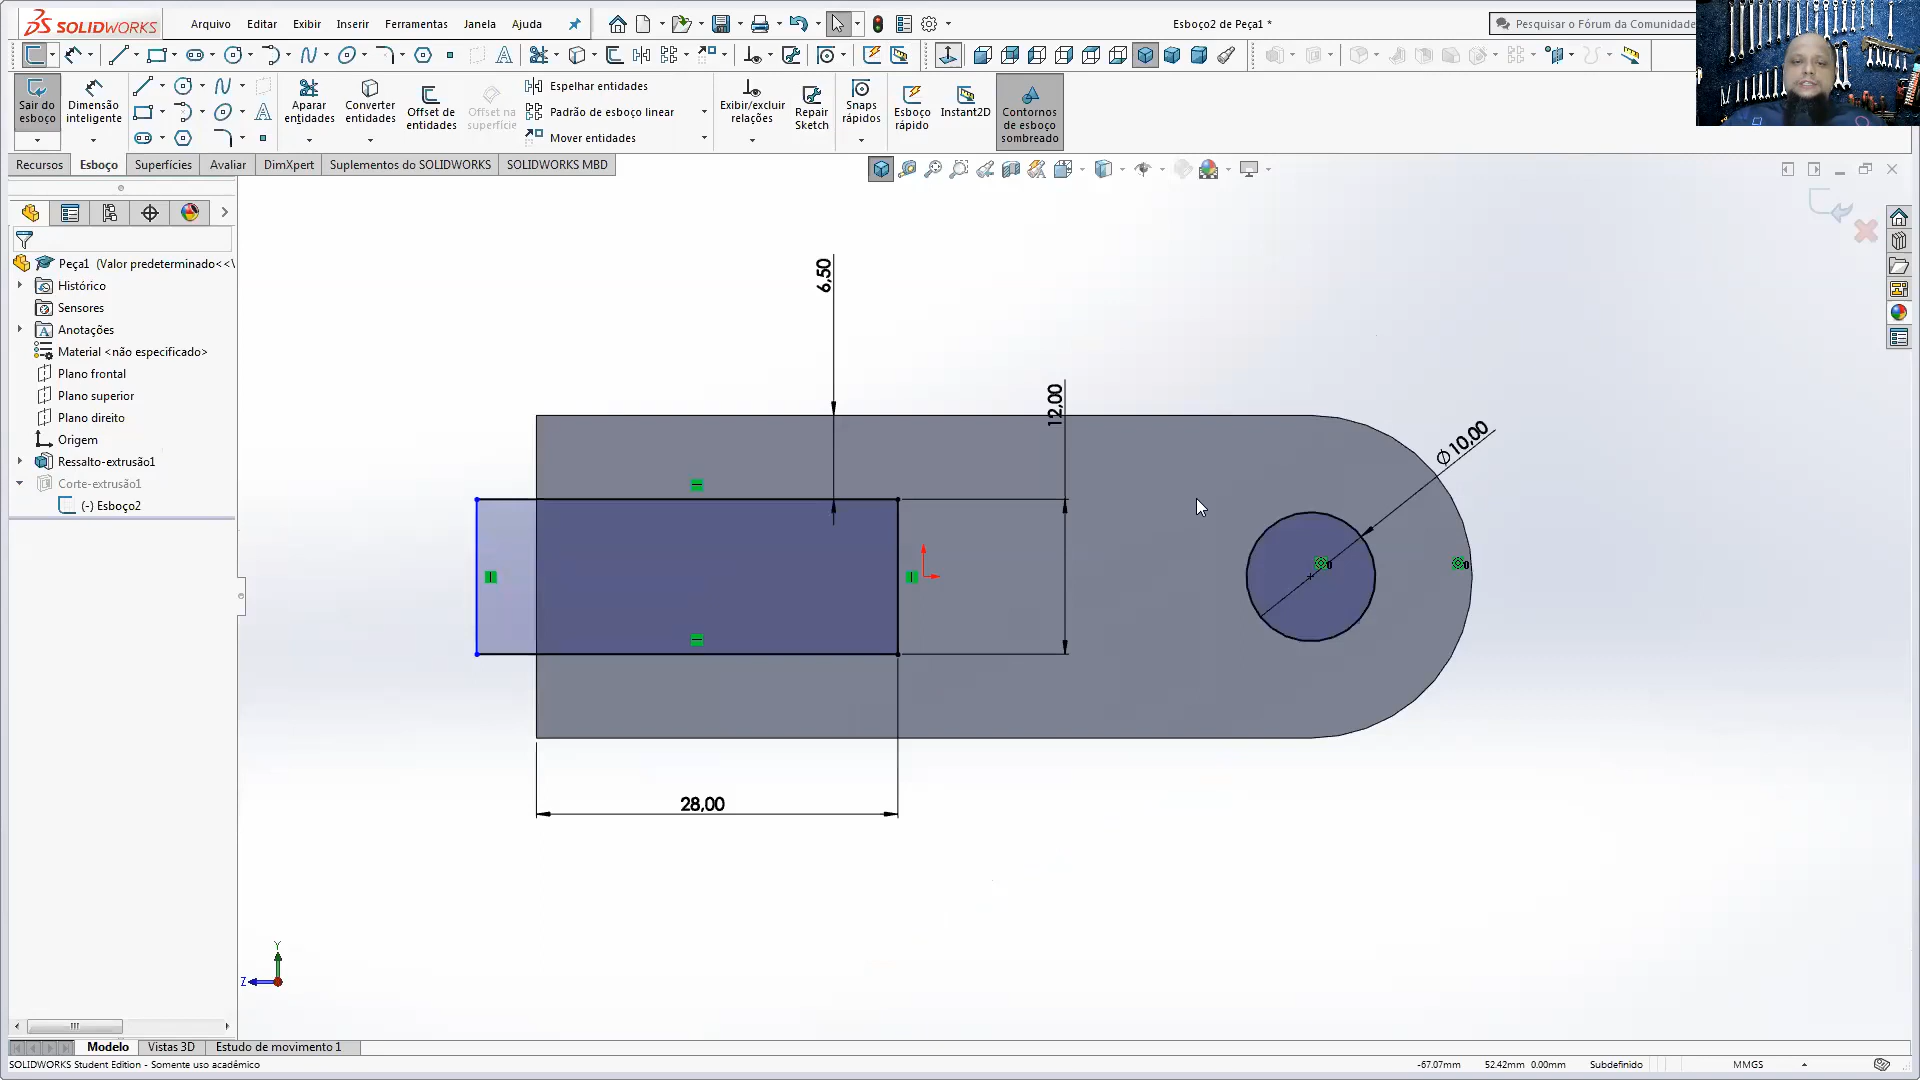 SOLIDWORKS
Arquivo Editar Exibir Inserir Ferramentas Janela Ajuda
Esboço2 de Peça1 *
Pesquisar o Fórum da Comunidade
Sair do esboço
Dimensão inteligente
Aparar entidades
Converter entidades
Offset de entidades
Offset na superfície
Espelhar entidades
Padrão de esboço linear
Mover entidades
Exibir/excluir relações
Repair Sketch
Snaps rápidos
Esboço rápido
Instant2D
Contornos de esboço sombreado
Recursos Esboço Superfícies Avaliar DimXpert Suplementos do SOLIDWORKS SOLIDWORKS MBD
Peça1 (Valor predeterminado<<\
Histórico
Sensores
Anotações
Material <não especificado>
Plano frontal
Plano superior
Plano direito
Origem
Ressalto-extrusão1
Corte-extrusão1
(-) Esboço2
6,50
12,00
Ø10,00
28,00
0
0
Y
Z
Modelo Vistas 3D Estudo de movimento 1
SOLIDWORKS Student Edition - Somente uso acadêmico
-67.07mm 52.42mm 0.00mm Subdefinido MMGS